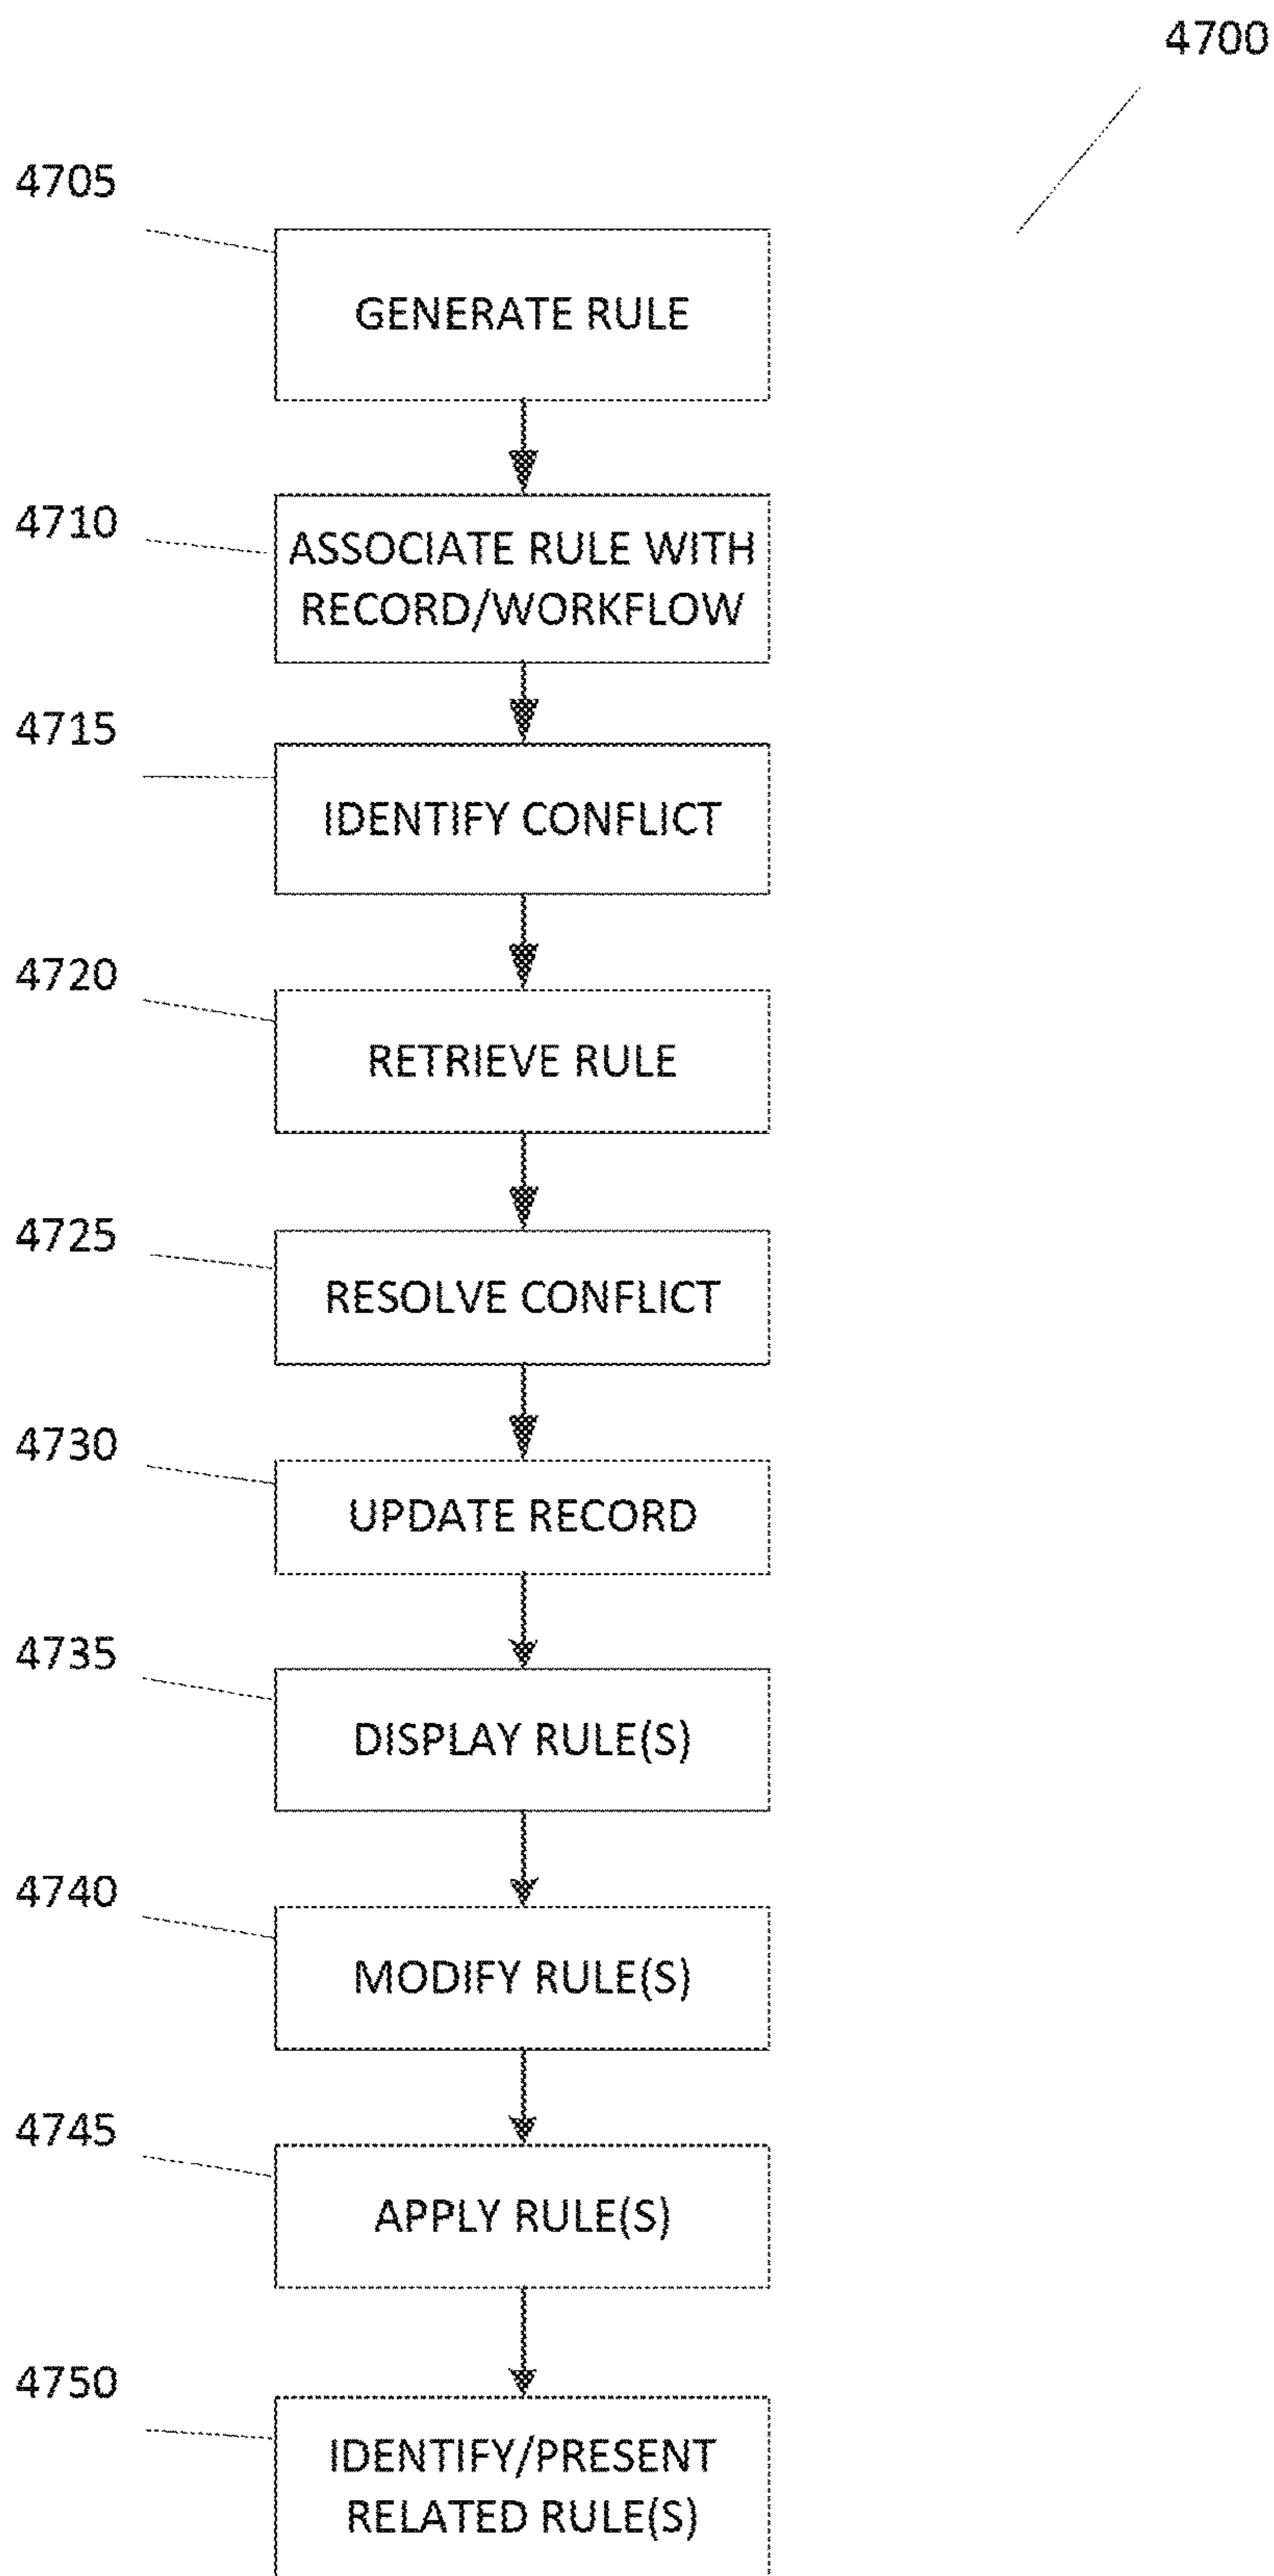 4700
4705
GENERATE RULE
4710
ASSOCIATE RULE WITH
RECORD/WORKFLOW
4715
IDENTIFY CONFLICT
4720
RETRIEVE RULE
4725
RESOLVE CONFLICT
4730
UPDATE RECORD
4735
DISPLAY RULE(S)
4740
MODIFY RULE(S)
4745
APPLY RULE(S)
4750
IDENTIFY/PRESENT
RELATED RULE(S)